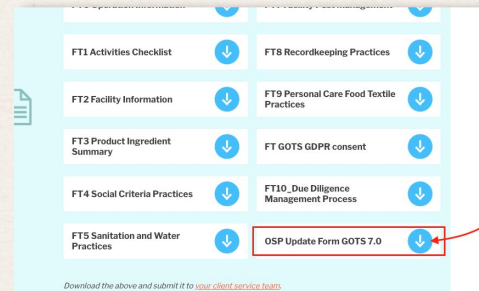 FT1 Activities Checklist
FT8 Recordkeeping Practices
FT2 Facility Information
FT9 Personal Care Food Textile
Practices
FT3 Product Ingredient
Summary
FT GOTS GDPR consent
FT4 Social Criteria Practices
FT10_Due Diligence
Management Process
FT5 Sanitation and Water
Practices
OSP Update Form GOTS 7.0
Download the above and submit it to your client service team.